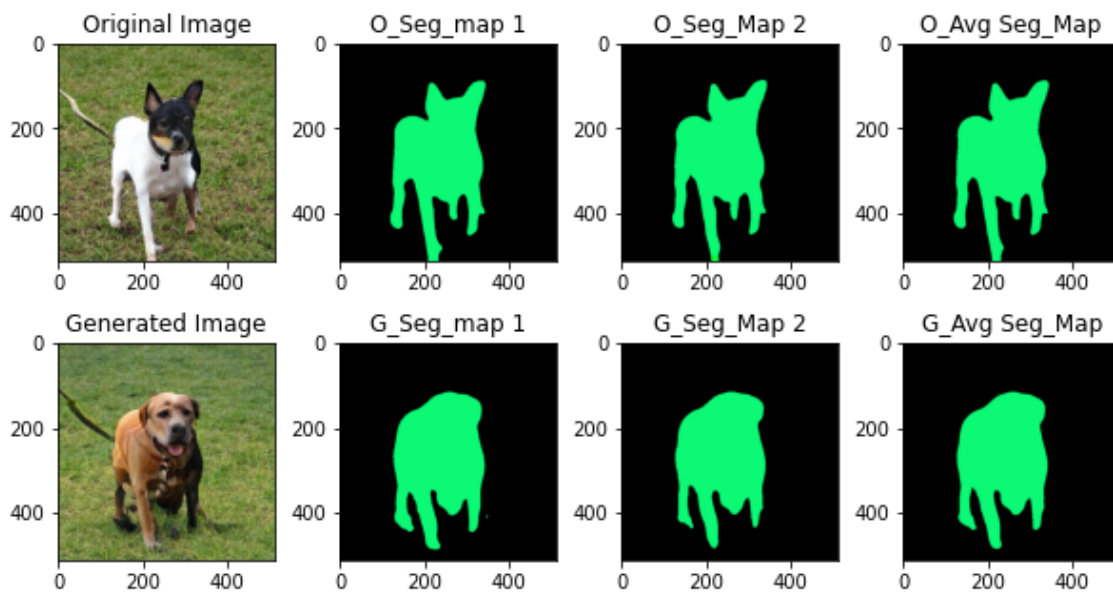 Original Image O_Seg_map 1 O_Seg_Map 2 O_Avg Seg_Map
0 0 0 0
200 200 200 200
400 400 400 400
0 200 400 0 200 400 0 200 400 0 200 400
Generated Image G_Seg_map 1 G_Seg_Map 2 G_Avg Seg_Map
0 0 0 0
200 200 200 200
400 400 400 400
0 200 400 0 200 400 0 200 400 0 200 400